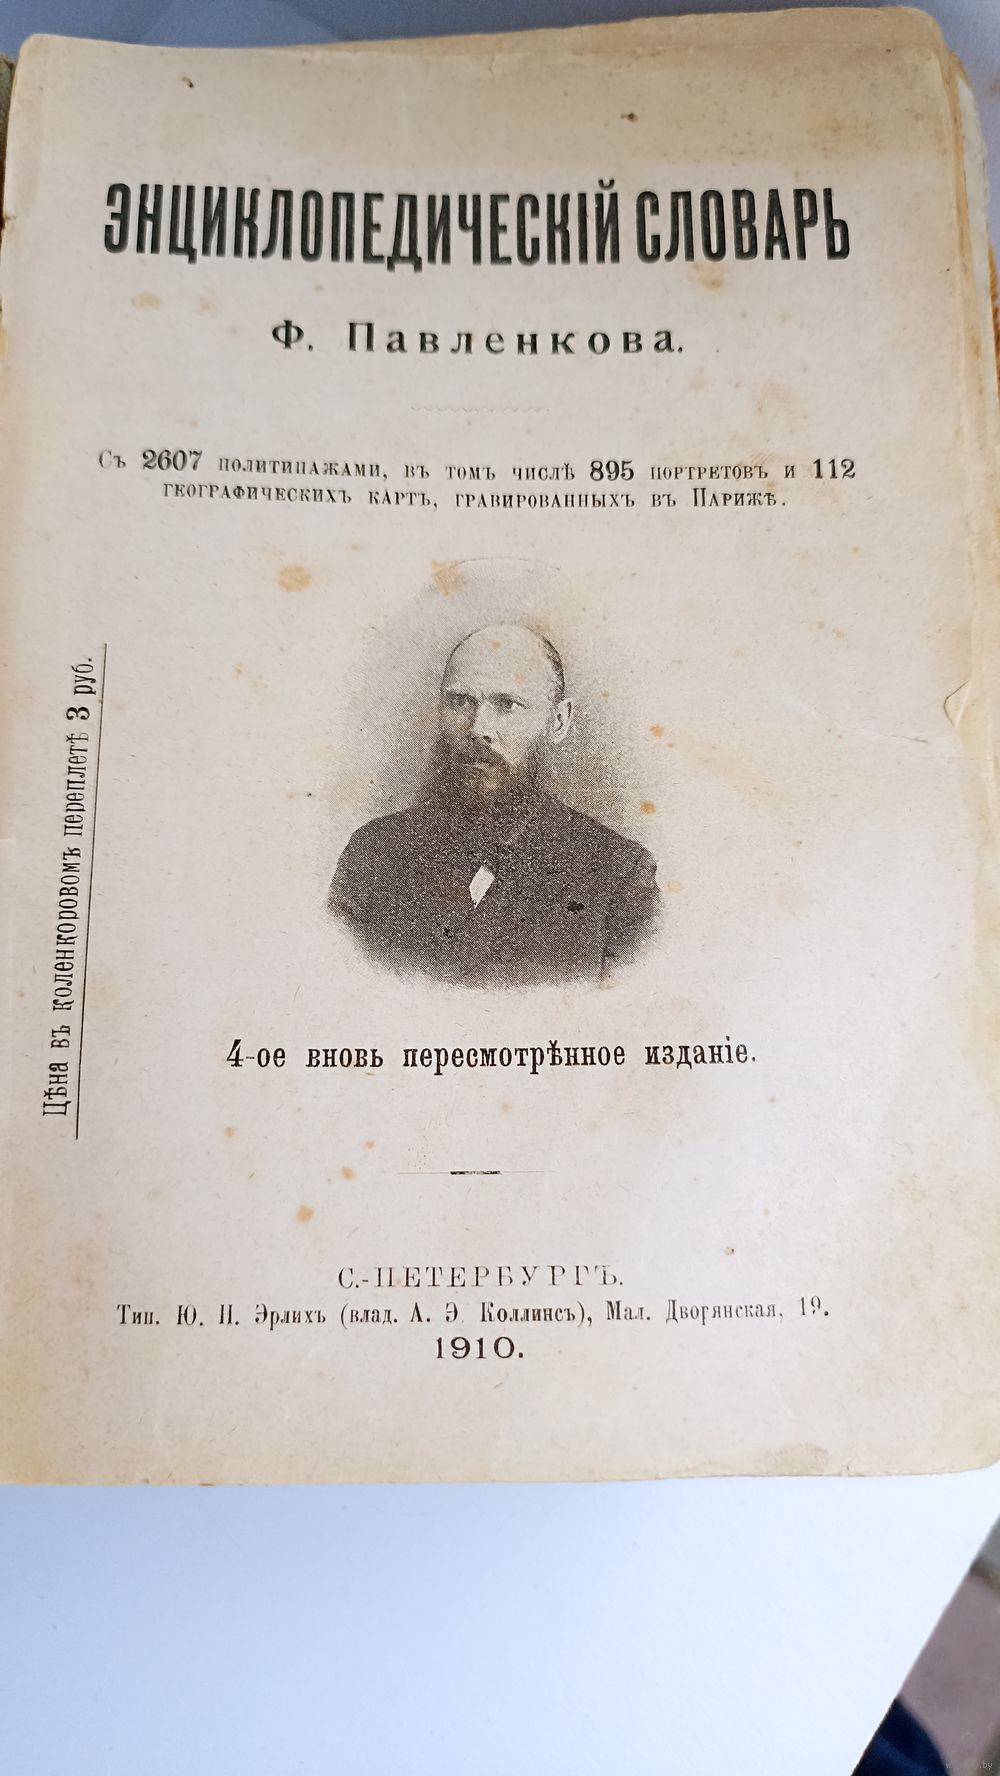 ЭНЦИКЛОПЕДИЧЕСКІЙ СЛОВАРЬ
Ф. Павленкова.
Съ 2607 политипажами, въ томъ числѣ 895 портретовъ и 112
географическихъ картъ, гравированныхъ въ Парижѣ.
Цѣна въ коленкоровомъ переплетѣ 3 руб.
4-ое вновь пересмотрѣнное изданіе.
С.-ПЕТЕРБУРГЪ.
Тип. Ю. Н. Эрлихъ (влад. А. Э. Коллинсъ), Мал. Дворянская, 19.
1910.